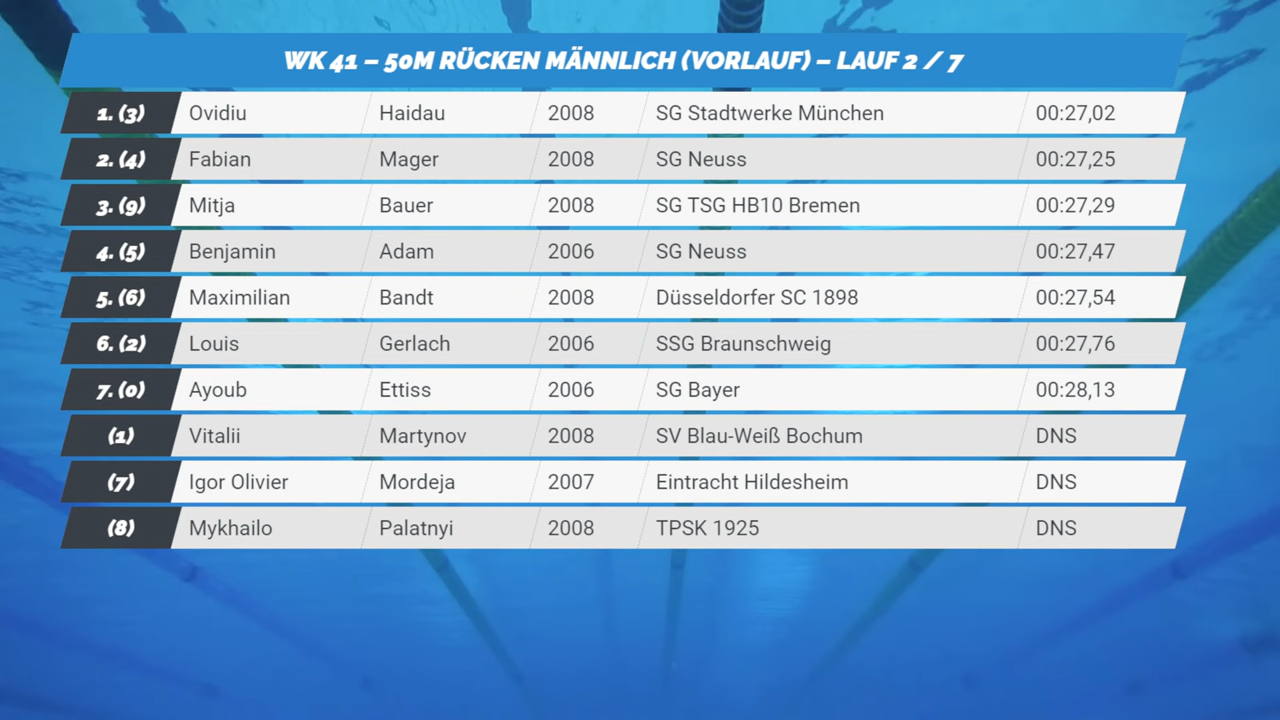 WK 41 – 50M RÜCKEN MÄNNLICH (VORLAUF) – LAUF 2 / 7
1. (3) Ovidiu Haidau 2008 SG Stadtwerke München 00:27,02
2. (4) Fabian Mager 2008 SG Neuss 00:27,25
3. (9) Mitja Bauer 2008 SG TSG HB10 Bremen 00:27,29
4. (5) Benjamin Adam 2006 SG Neuss 00:27,47
5. (6) Maximilian Bandt 2008 Düsseldorfer SC 1898 00:27,54
6. (2) Louis Gerlach 2006 SSG Braunschweig 00:27,76
7. (0) Ayoub Ettiss 2006 SG Bayer 00:28,13
(1) Vitalii Martynov 2008 SV Blau-Weiß Bochum DNS
(7) Igor Olivier Mordeja 2007 Eintracht Hildesheim DNS
(8) Mykhailo Palatnyi 2008 TPSK 1925 DNS